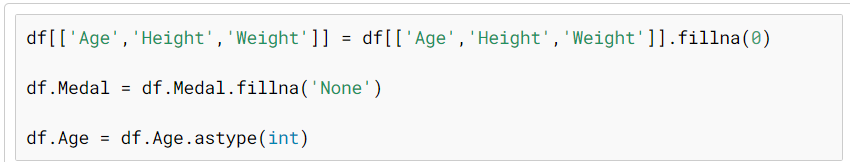 df[['Age','Height','Weight']] = df[['Age','Height','Weight']].fillna(0)
df.Medal = df.Medal.fillna('None')
df.Age = df.Age.astype(int)